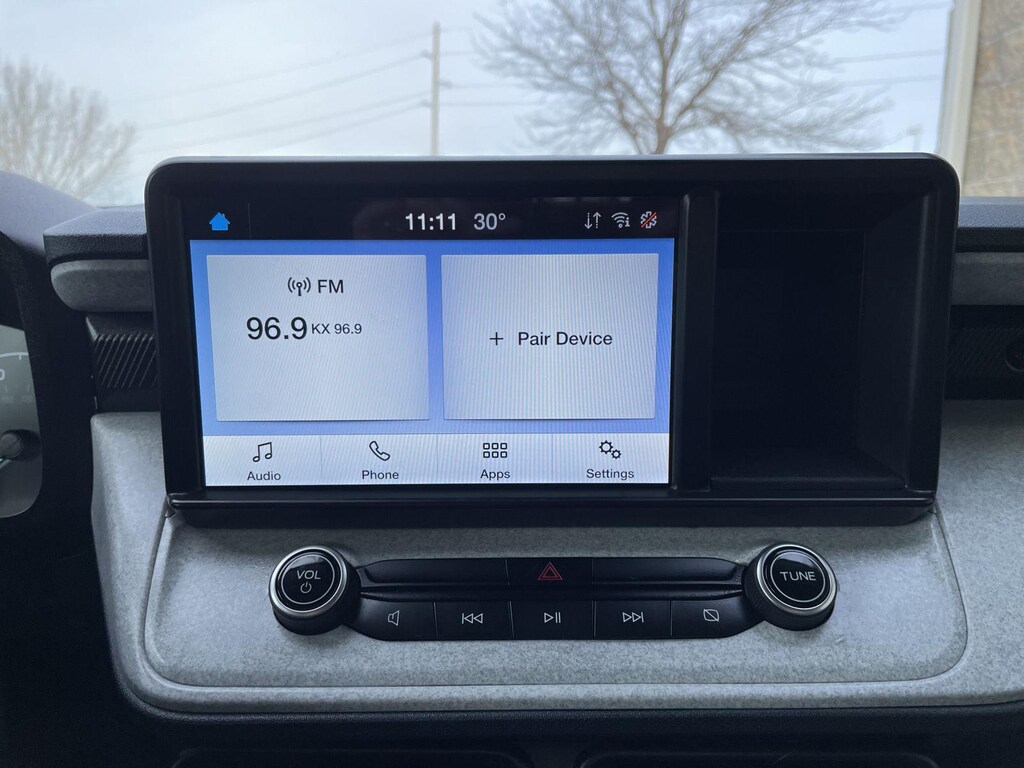 11:11 30°
FM
96.9 KX 96.9
+ Pair Device
Audio
Phone
Apps
Settings
VOL
TUNE